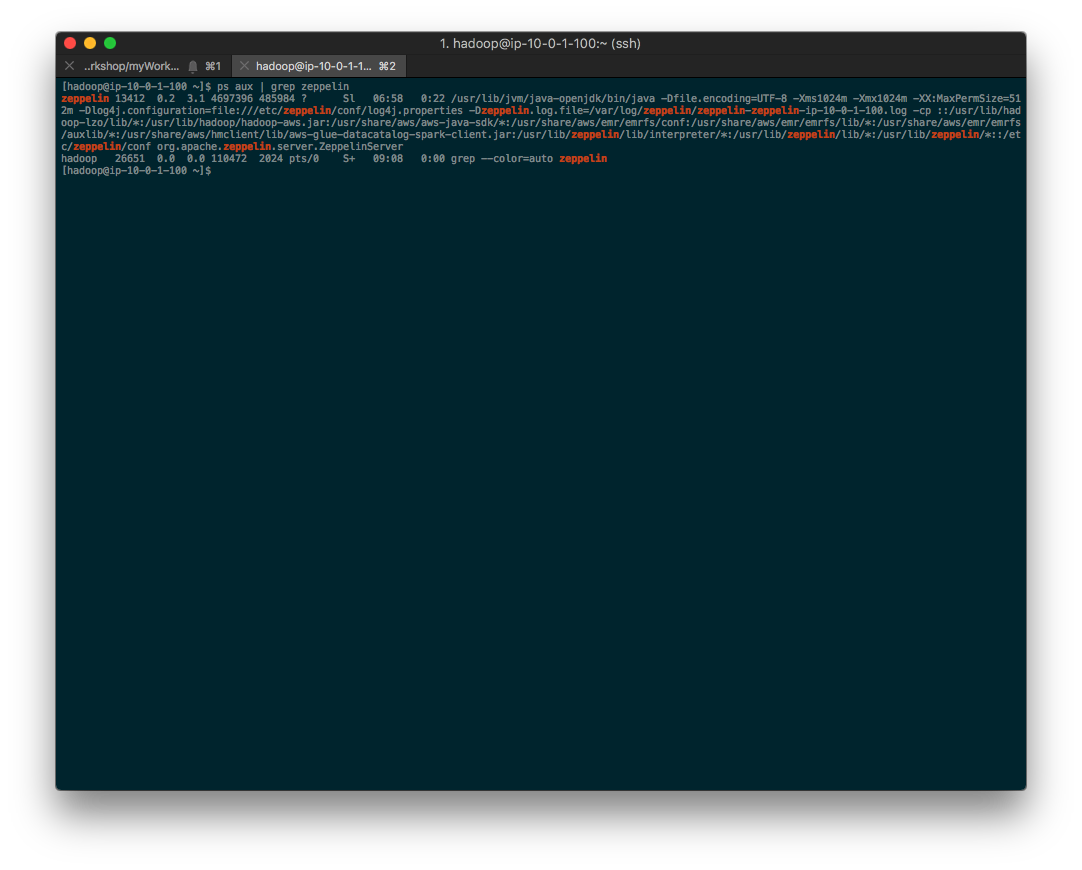 1. hadoop@ip-10-0-1-100:~ (ssh)
..rkshop/myWork... ⌘1 hadoop@ip-10-0-1-1... ⌘2
[hadoop@ip-10-0-1-100 ~]$ ps aux | grep zeppelin
zeppelin 13412  0.2  3.1 4697396 485984 ?      Sl   06:58   0:22 /usr/lib/jvm/java-openjdk/bin/java -Dfile.encoding=UTF-8 -Xms1024m -Xmx1024m -XX:MaxPermSize=51
2m -Dlog4j.configuration=file:///etc/zeppelin/conf/log4j.properties -Dzeppelin.log.file=/var/log/zeppelin/zeppelin-zeppelin-ip-10-0-1-100.log -cp ::/usr/lib/had
oop-lzo/lib/*:/usr/lib/hadoop/hadoop-aws.jar:/usr/share/aws/aws-java-sdk/*:/usr/share/aws/emr/emrfs/conf:/usr/share/aws/emr/emrfs/lib/*:/usr/share/aws/emr/emrfs
/auxlib/*:/usr/share/aws/hmclient/lib/aws-glue-datacatalog-spark-client.jar:/usr/lib/zeppelin/lib/interpreter/*:/usr/lib/zeppelin/lib/*:/usr/lib/zeppelin/*::/et
c/zeppelin/conf org.apache.zeppelin.server.ZeppelinServer
hadoop   26651  0.0  0.0 110472  2024 pts/0    S+   09:08   0:00 grep --color=auto zeppelin
[hadoop@ip-10-0-1-100 ~]$